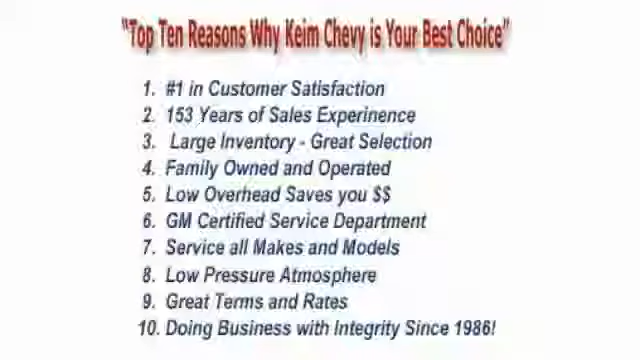 "Top Ten Reasons Why Keim Chevy is Your Best Choice"
1. #1 in Customer Satisfaction
2. 153 Years of Sales Experinence
3. Large Inventory - Great Selection
4. Family Owned and Operated
5. Low Overhead Saves you $$
6. GM Certified Service Department
7. Service all Makes and Models
8. Low Pressure Atmosphere
9. Great Terms and Rates
10. Doing Business with Integrity Since 1986!